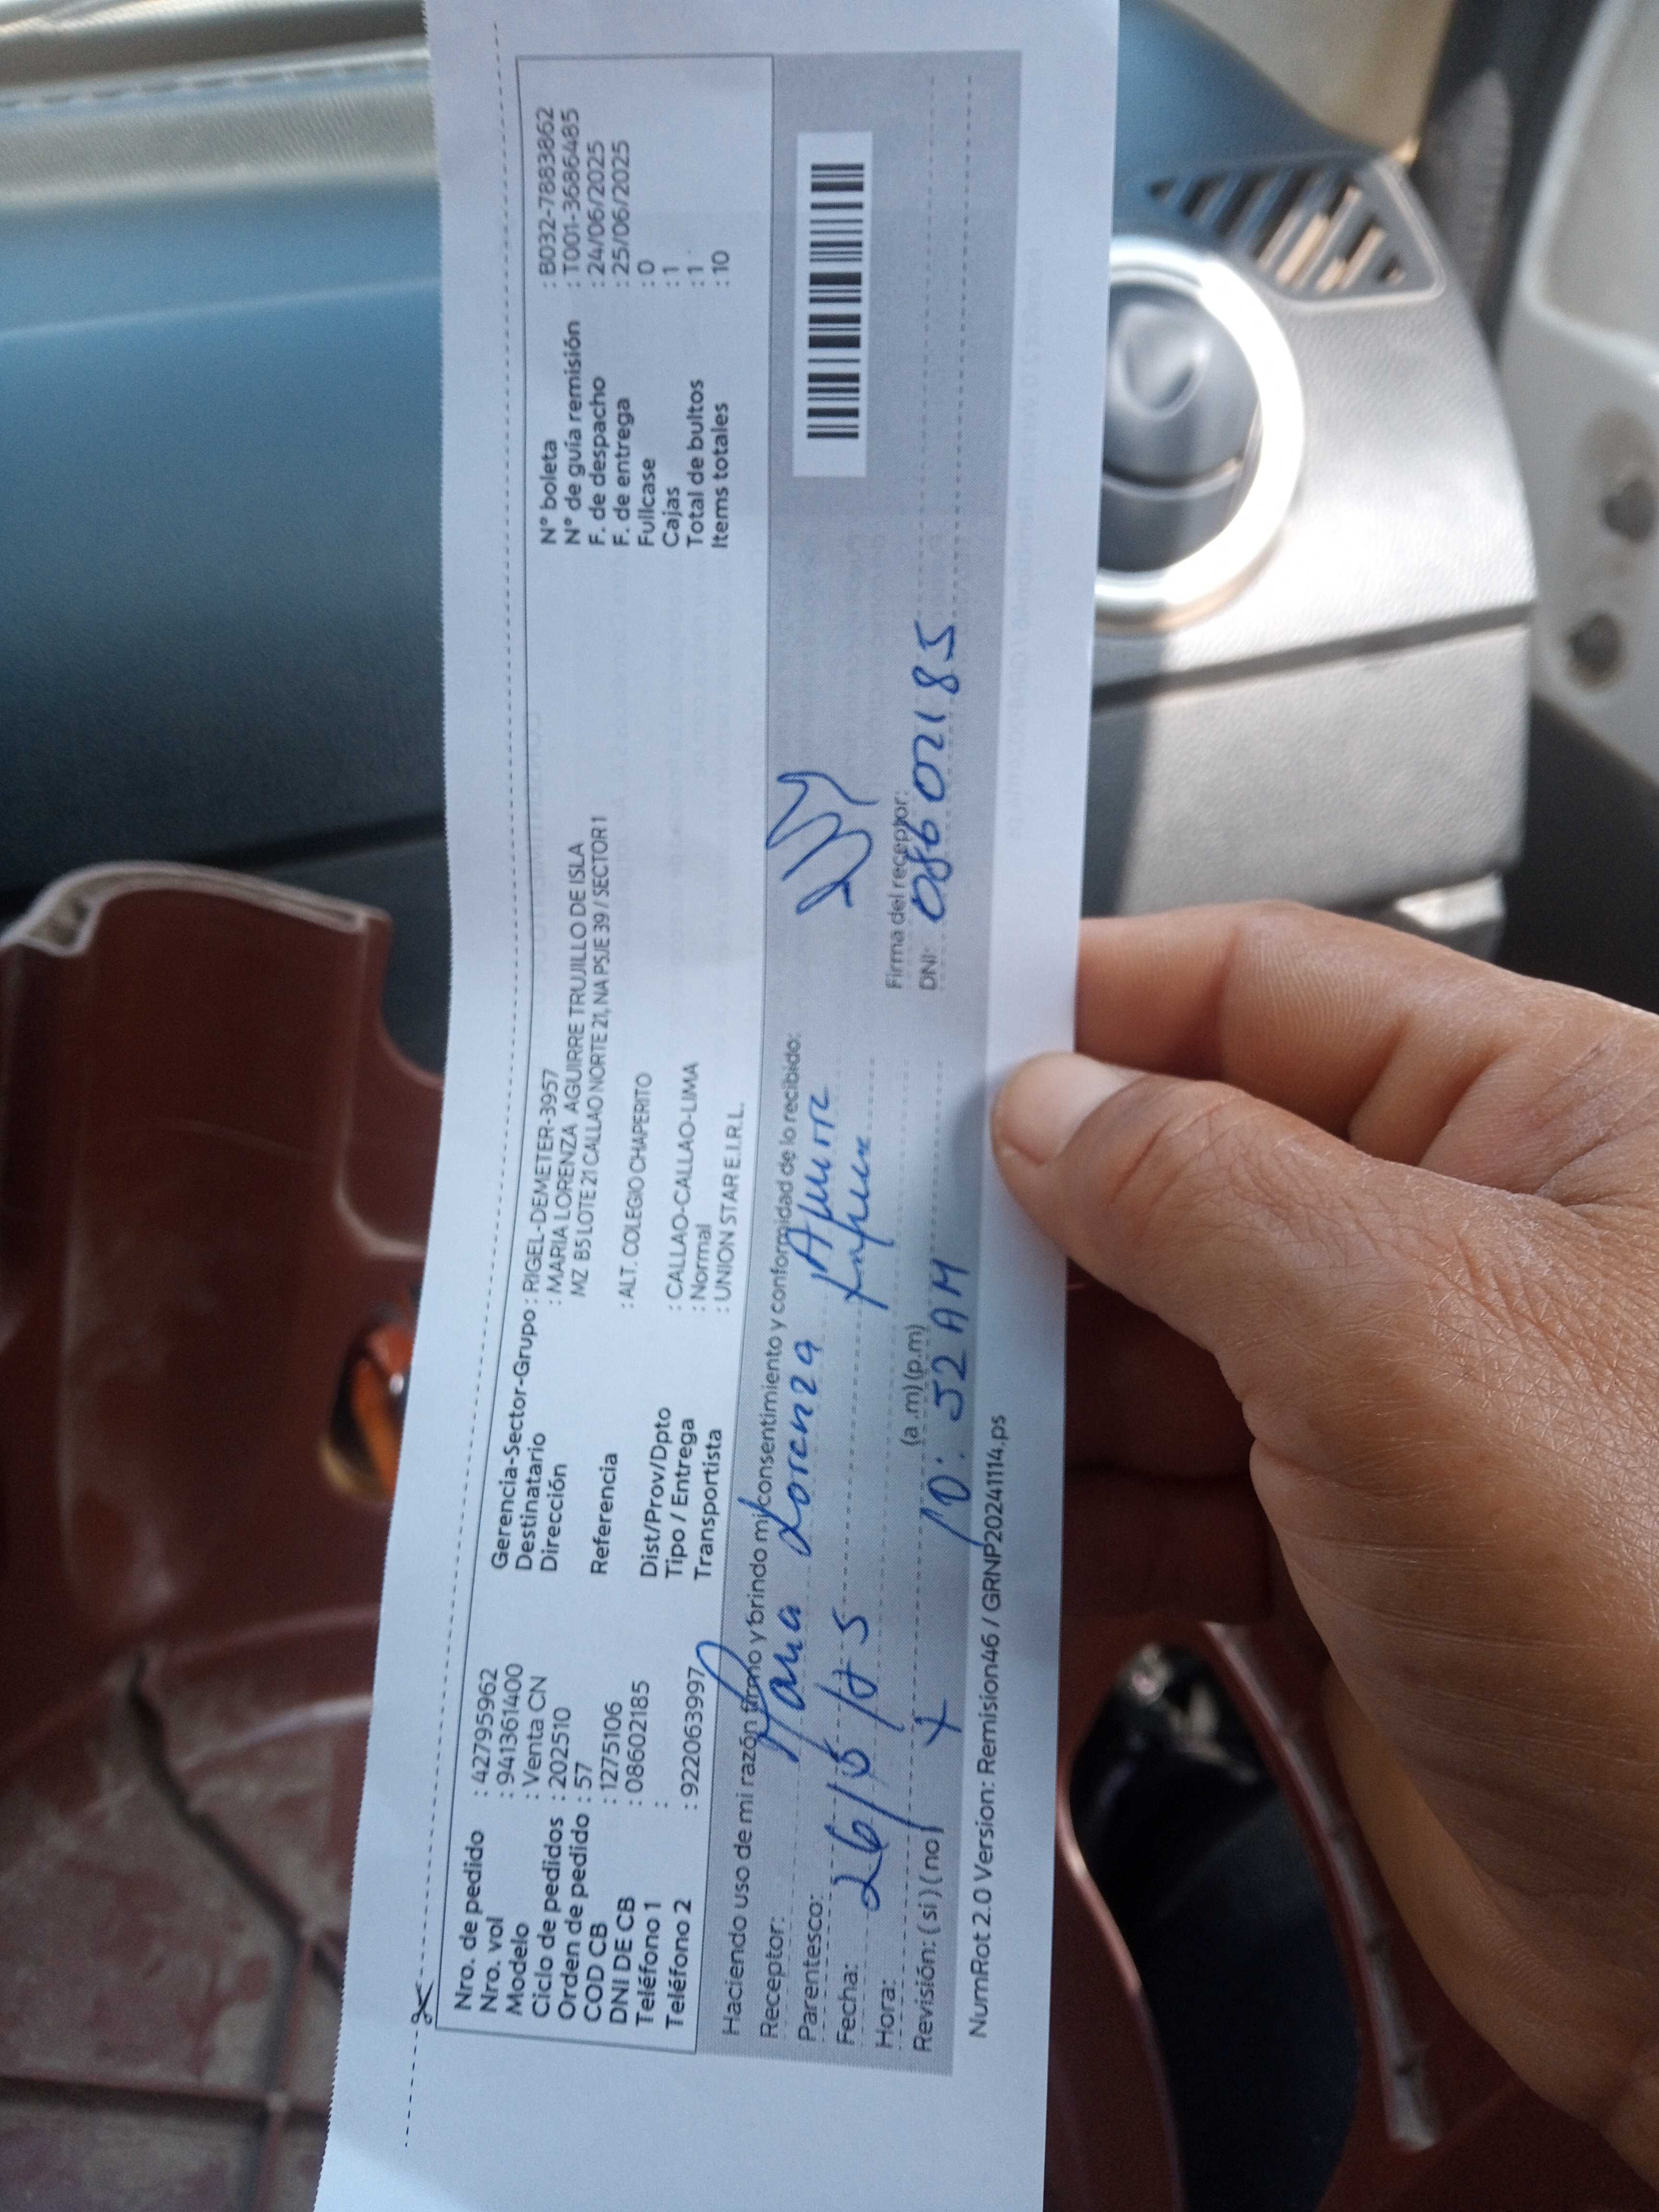 Nro. de pedido : 42795962
Nro. vol : 941361400
Modelo : Venta CN
Ciclo de pedidos : 202510
Orden de pedido : 57
COD CB : 1275106
DNI DE CB : 08602185
Teléfono 1 :
Teléfono 2 : 922063997
Gerencia-Sector-Grupo : RIGEL-DEMETER-3957
Destinatario : MARIA LORENZA AGUIRRE TRUJILLO DE ISLA
Dirección MZ B5 LOTE 21 CALLAO NORTE 21, NA PSJE 39 / SECTOR 1
Referencia : ALT. COLEGIO CHAPERITO
Dist/Prov/Dpto : CALLAO-CALLAO-LIMA
Tipo / Entrega : Normal
Transportista : UNION STAR E.I.R.L.
N° boleta : B032-78883862
N° de guía remisión : T001-3686485
F. de despacho : 24/06/2025
F. de entrega : 25/06/2025
Fullcase : 0
Cajas : 1
Total de bultos : 1
Items totales : 10
Haciendo uso de mi razón firmo y brindo mi consentimiento y conformidad de lo recibido:
Receptor: Maria Lorenza
Parentesco:
Fecha: 26/6/
Hora: (a.m) (p.m)
10:52 AM
Revisión: (si) (no)
Firma del receptor:
DNI: 08602185
NumRot 2.0 Version: Remision46 / GRNP20241114.ps